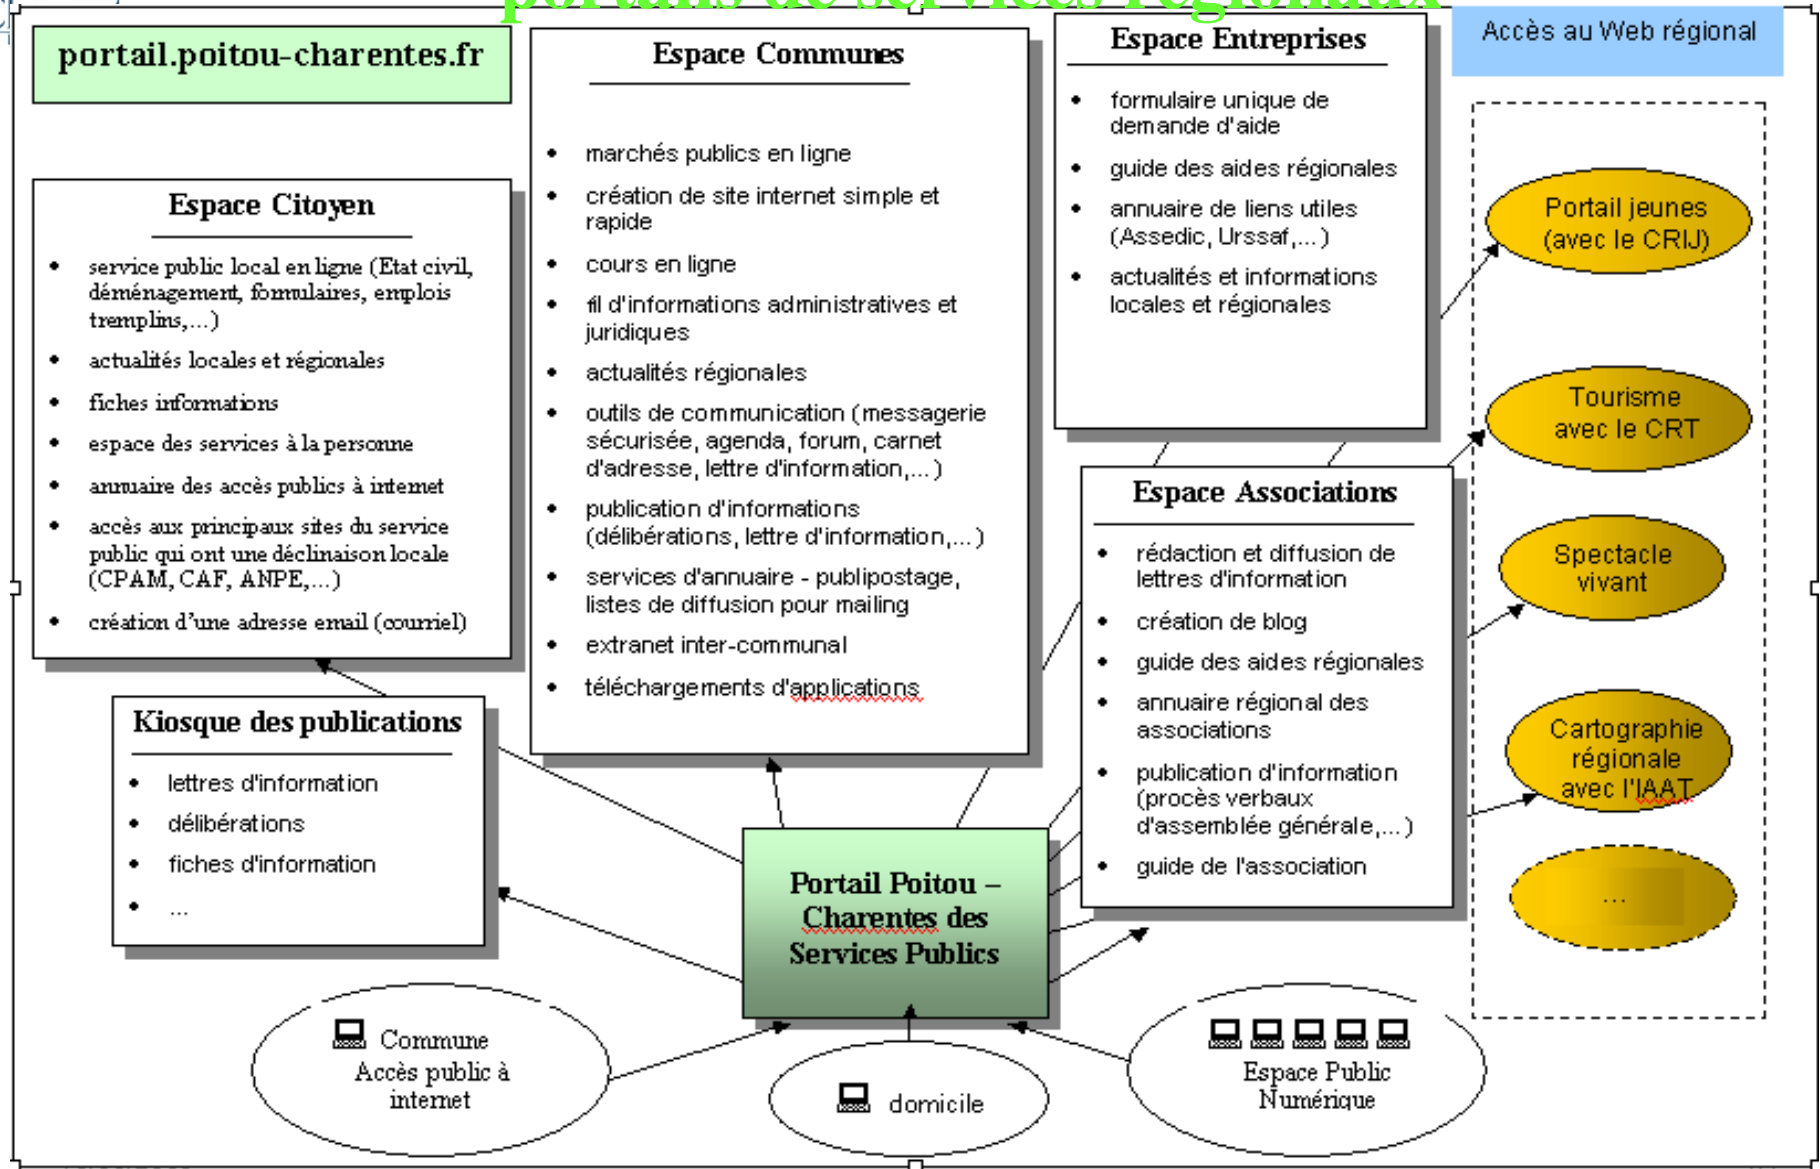 portails de services régionaux
portail.poitou-charentes.fr
Espace Citoyen
• service public local en ligne (Etat civil,
déménagement, formulaires, emplois
tremplins,...)
• actualités locales et régionales
• fiches informations
• espace des services à la personne
• annuaire des accès publics à internet
• accès aux principaux sites du service
public qui ont une déclinaison locale
(CPAM, CAF, ANPE,...)
• création d’une adresse email (courriel)
Kiosque des publications
• lettres d'information
• délibérations
• fiches d'information
• ...
Espace Communes
• marchés publics en ligne
• création de site internet simple et
rapide
• cours en ligne
• fil d'informations administratives et
juridiques
• actualités régionales
• outils de communication (messagerie
sécurisée, agenda, forum, carnet
d'adresse, lettre d'information,...)
• publication d'informations
(délibérations, lettre d'information,...)
• services d'annuaire - publipostage,
listes de diffusion pour mailing
• extranet inter-communal
• téléchargements d'applications
Espace Entreprises
• formulaire unique de
demande d'aide
• guide des aides régionales
• annuaire de liens utiles
(Assedic, Urssaf,...)
• actualités et informations
locales et régionales
Espace Associations
• rédaction et diffusion de
lettres d'information
• création de blog
• guide des aides régionales
• annuaire régional des
associations
• publication d'information
(procès verbaux
d'assemblée générale,...)
• guide de l'association
Accès au Web régional
Portail jeunes
(avec le CRIJ)
Tourisme
avec le CRT
Spectacle
vivant
Cartographie
régionale
avec l'IAAT
...
Portail Poitou –
Charentes des
Services Publics
Commune
Accès public à
internet
domicile
Espace Public
Numérique